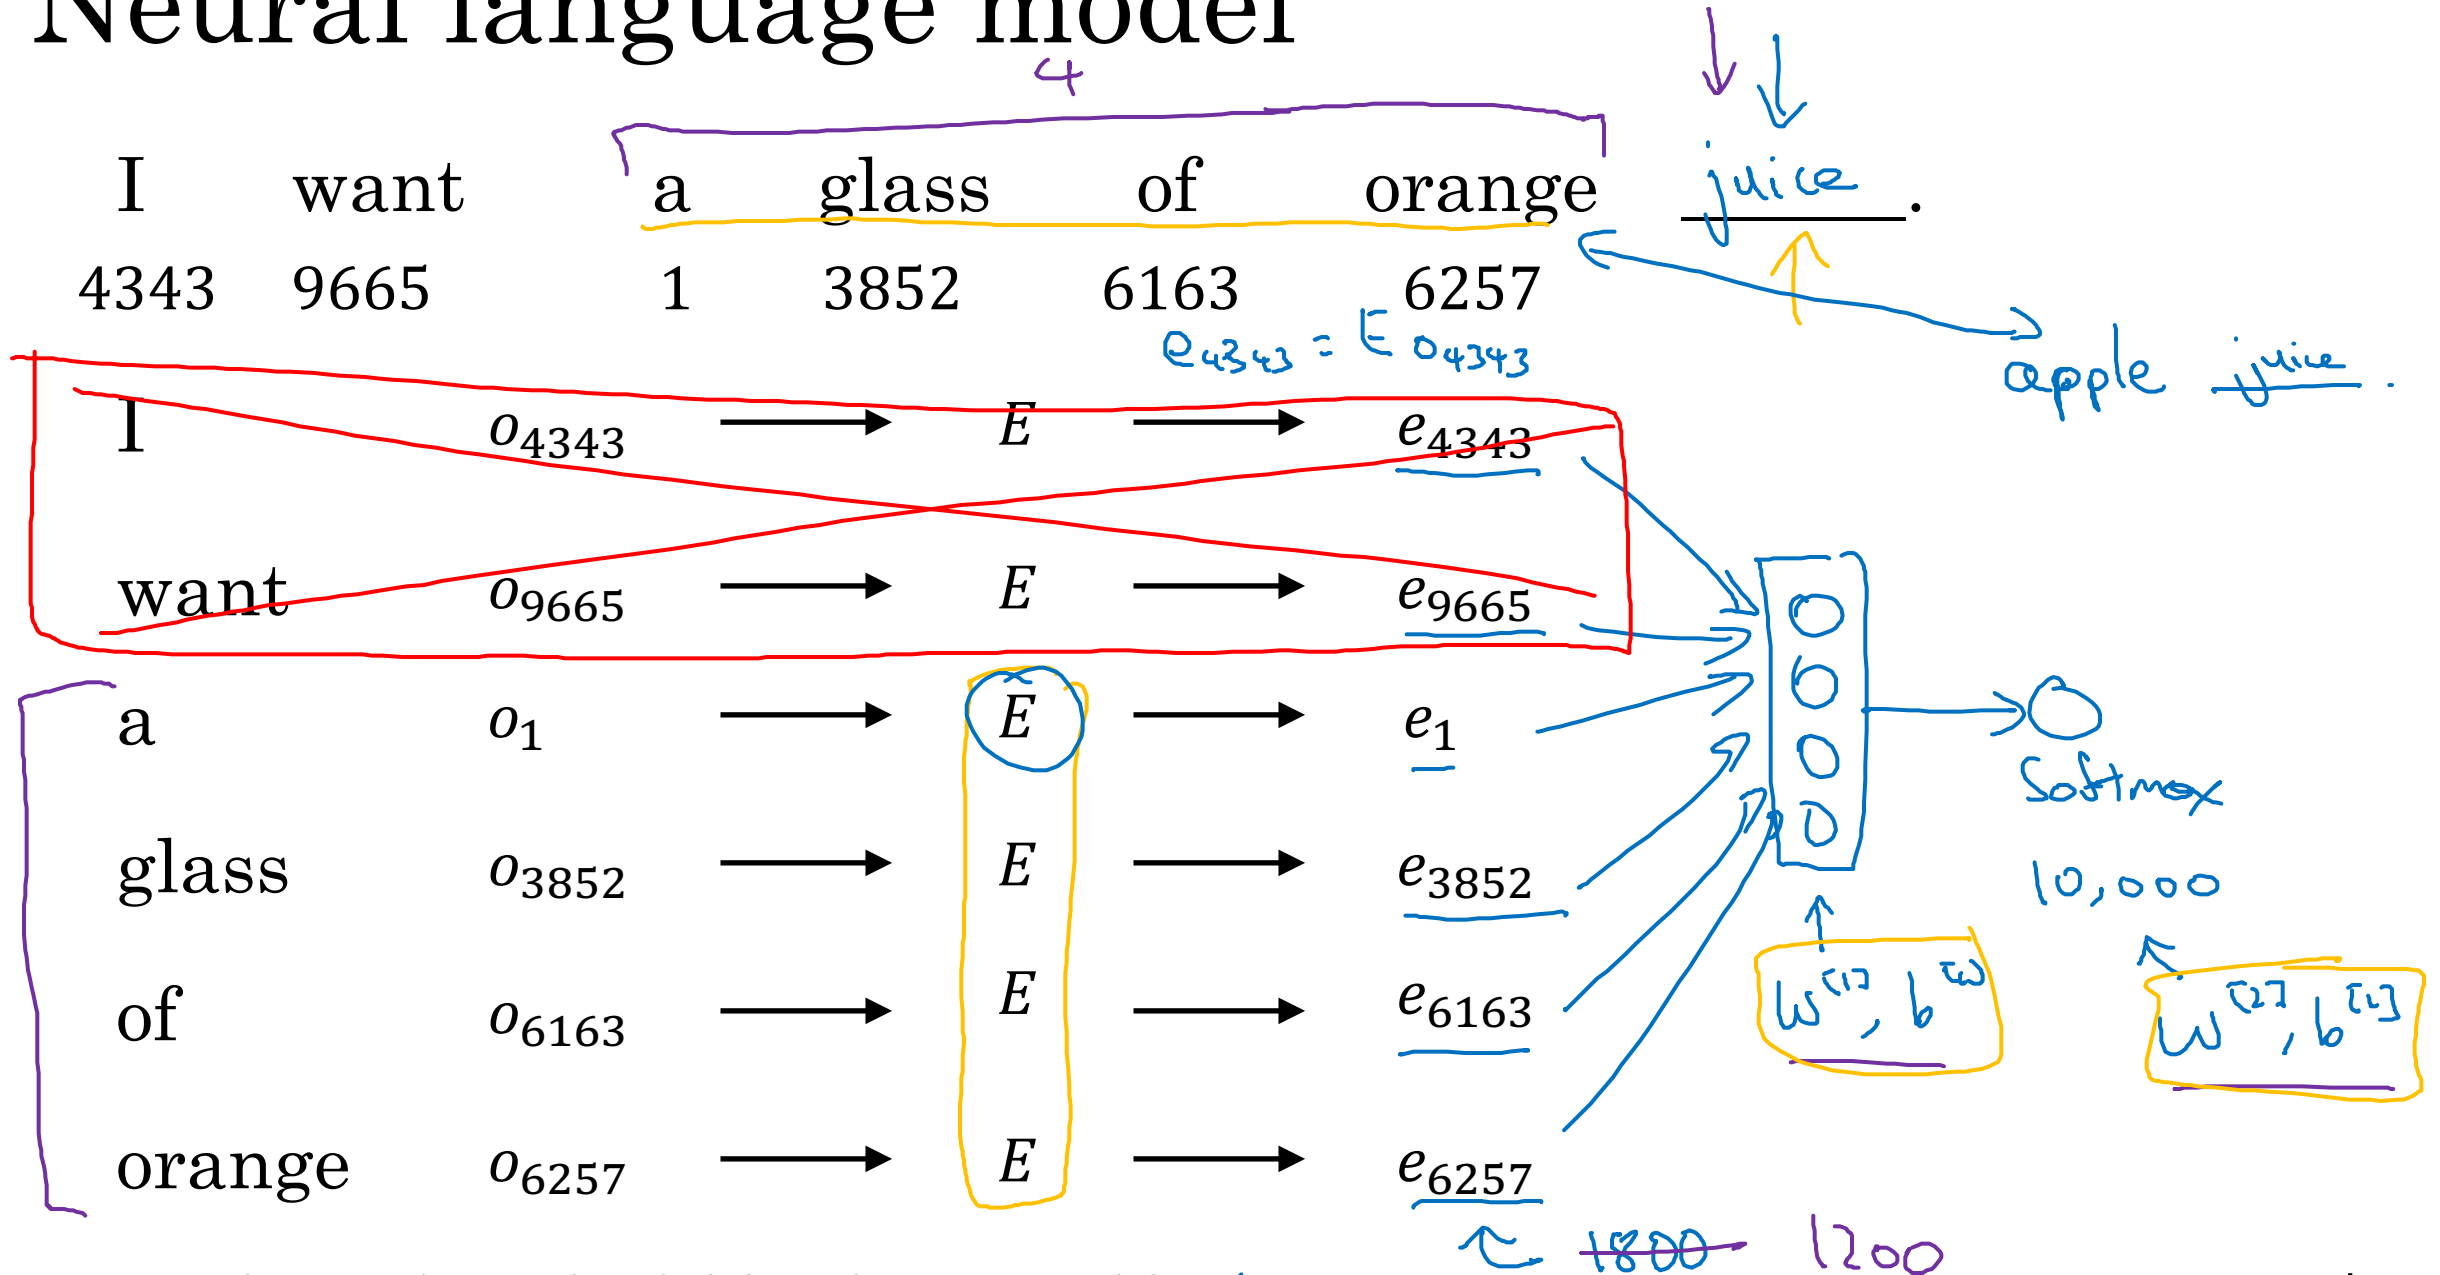 Neural language model
4
I want a glass of orange juice.
4343 9665 1 3852 6163 6257
e4343 = E o4343
apple juice.
I o4343 → E → e4343
want o9665 → E → e9665
a o1 → E → e1
glass o3852 → E → e3852
of o6163 → E → e6163
orange o6257 → E → e6257
Softmax
10,000
W[1], b[1]
W[2], b[2]
1800 1200